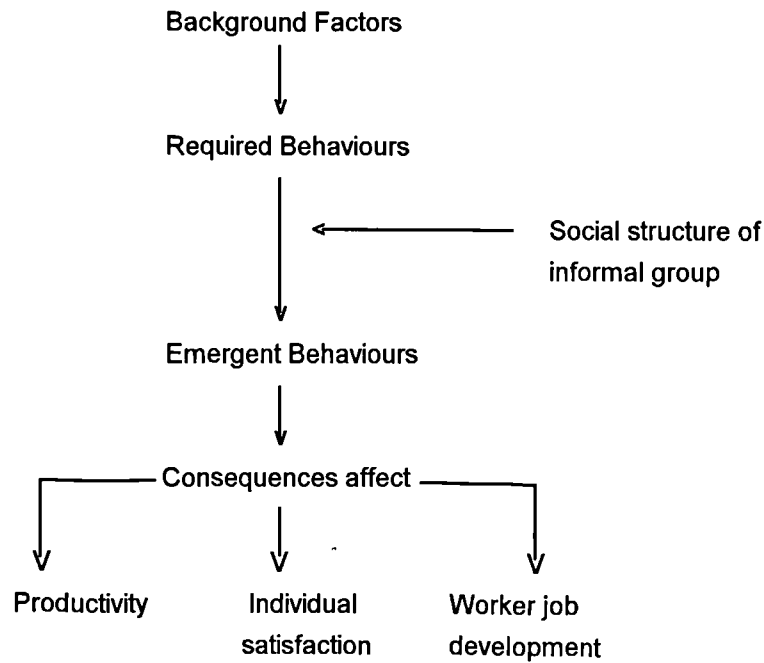 Background Factors
Required Behaviours
Social structure of
informal group
Emergent Behaviours
Consequences affect
Productivity
Individual
satisfaction
Worker job
development